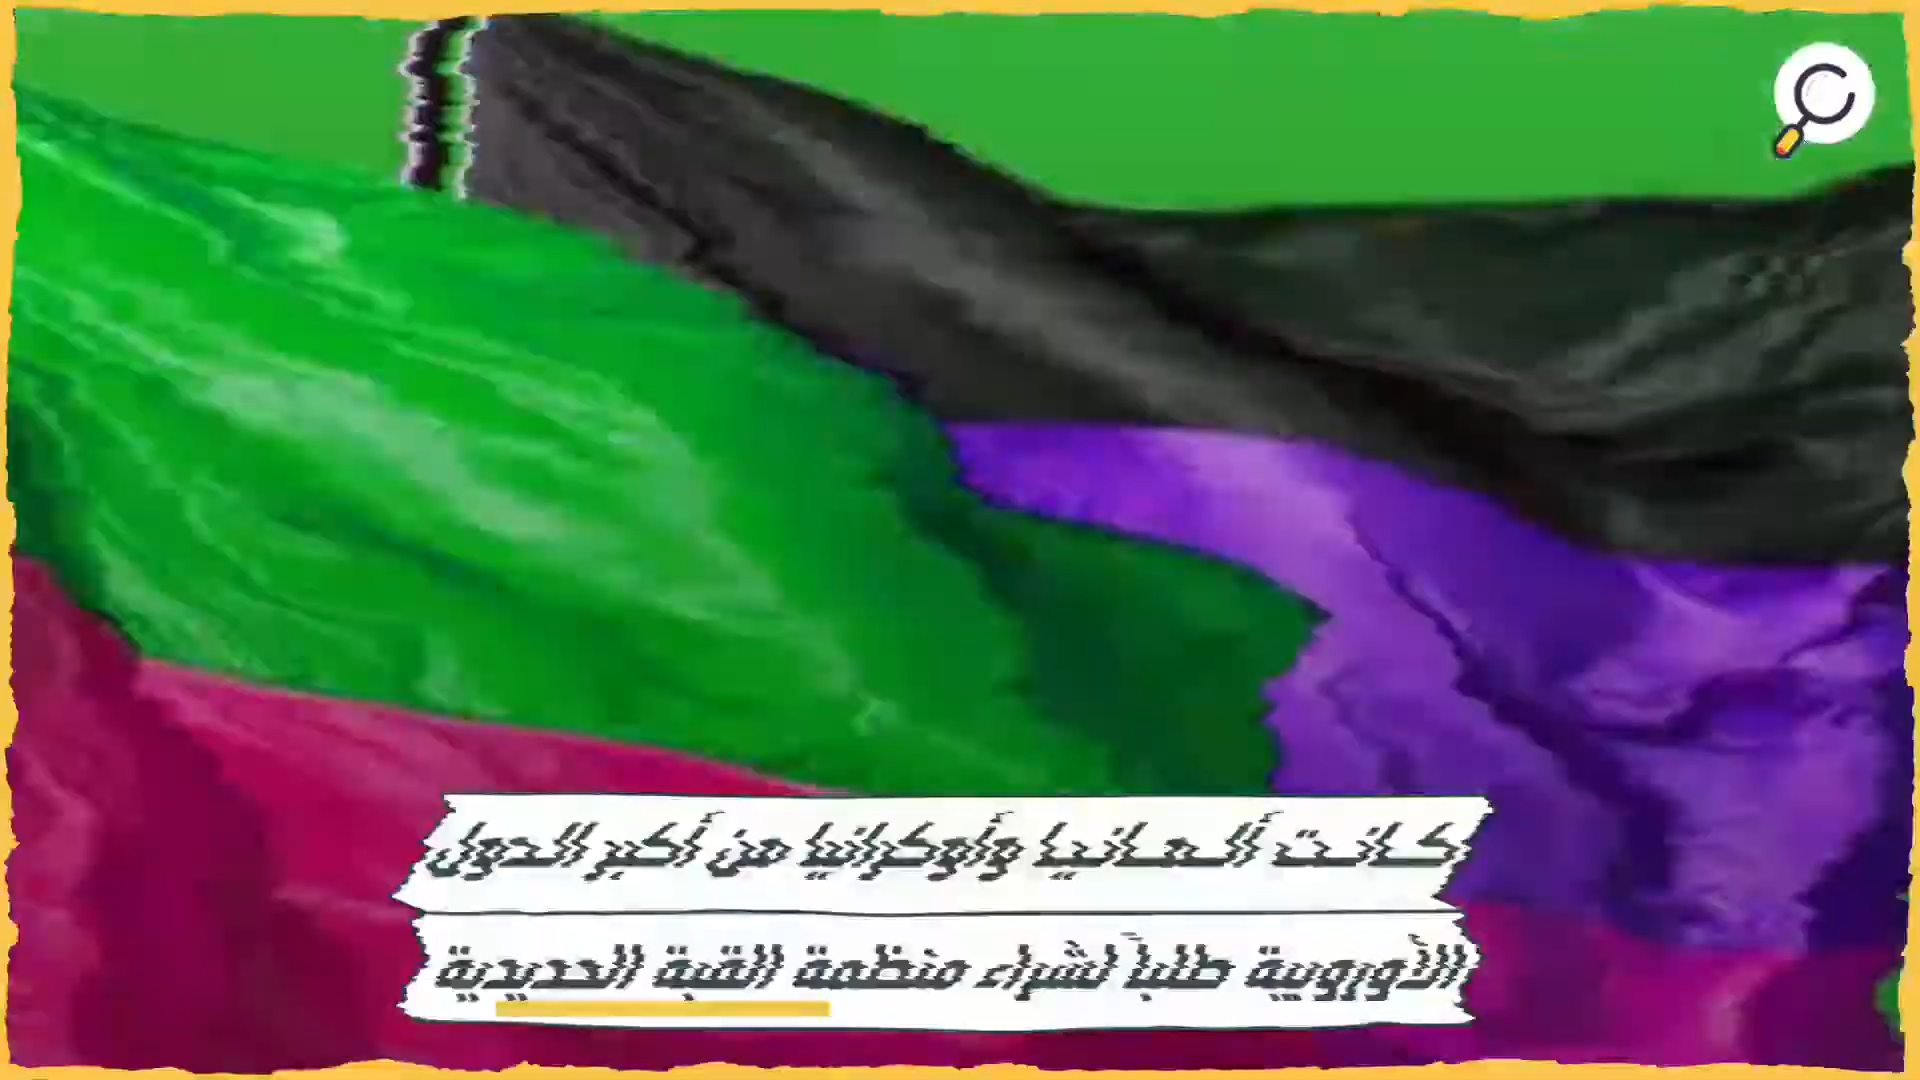 كانت ألمانيا وأوكرانيا من أكبر الدول
الأوروبية طلباً لشراء منظمة القبة الحديدية